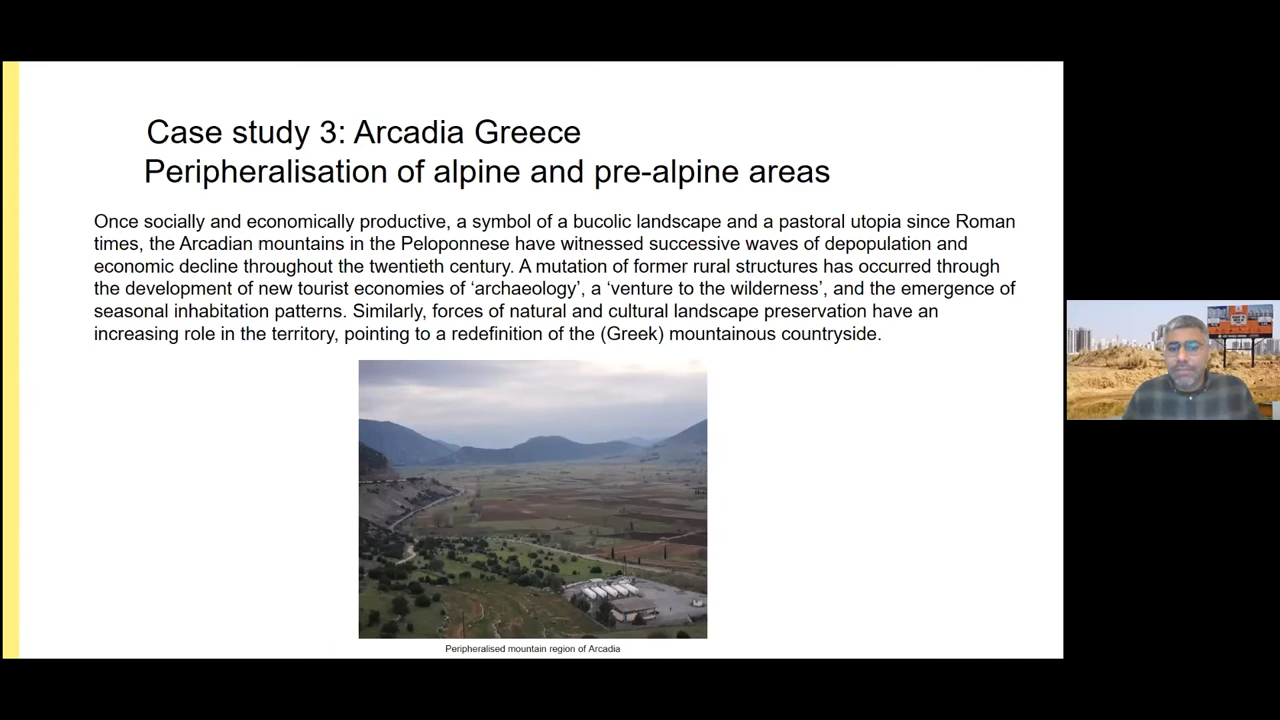 Case study 3: Arcadia Greece
Peripheralisation of alpine and pre-alpine areas
Once socially and economically productive, a symbol of a bucolic landscape and a pastoral utopia since Roman
times, the Arcadian mountains in the Peloponnese have witnessed successive waves of depopulation and
economic decline throughout the twentieth century. A mutation of former rural structures has occurred through
the development of new tourist economies of ‘archaeology’, a ‘venture to the wilderness’, and the emergence of
seasonal inhabitation patterns. Similarly, forces of natural and cultural landscape preservation have an
increasing role in the territory, pointing to a redefinition of the (Greek) mountainous countryside.
Peripheralised mountain region of Arcadia